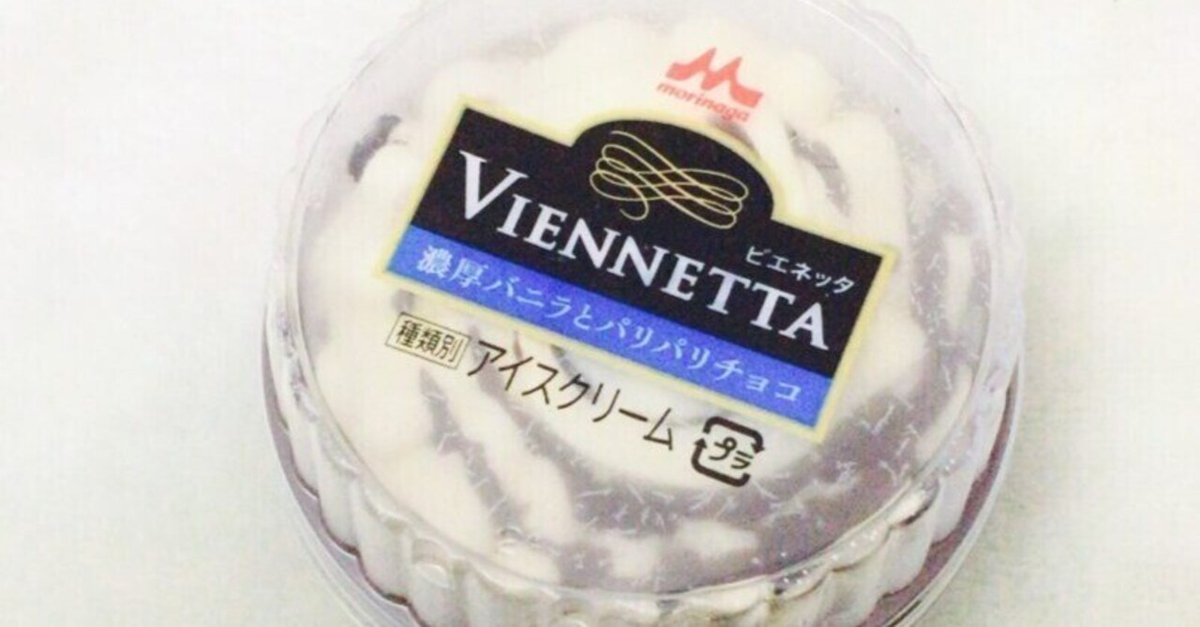 morinaga
VIENNETTA
ビエネッタ
濃厚バニラとパリパリチョコ
種類別 アイスクリーム
プラ